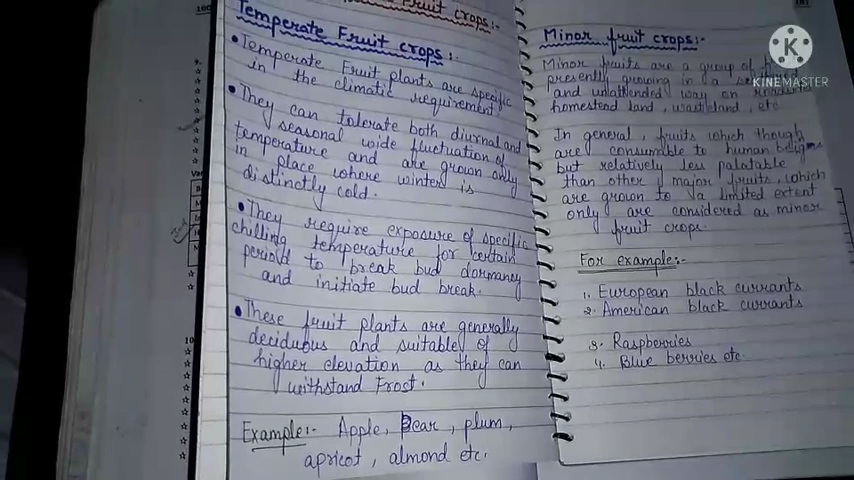 Fruit crops:-
Temperate Fruit crops:-
• Temperate Fruit plants are specific
in the climatic requirement.
• They can tolerate both diurnal and
seasonal wide fluctuation of
temperature and are grown only
in place where winter is
distinctly cold.
• They require exposure of specific
chilling temperature for certain
period to break bud dormancy
and initiate bud break.
• These fruit plants are generally
deciduous and suitable of
higher elevation as they can
withstand Frost.
Example:- Apple, Pear, plum,
apricot, almond etc.
Minor fruit crops:-
Minor fruits are a group of
presently growing in a
and unattended way on
homestead land, wasteland, etc
In general, fruits which though
are consumable to human beigns
but relatively less palatable
than other major fruits, which
are grown to a limited extent
only are considered as minor
fruit crops.
For example:-
1. European black currants
2. American black currants
3. Raspberries
4. Blue berries etc
KINEMASTER